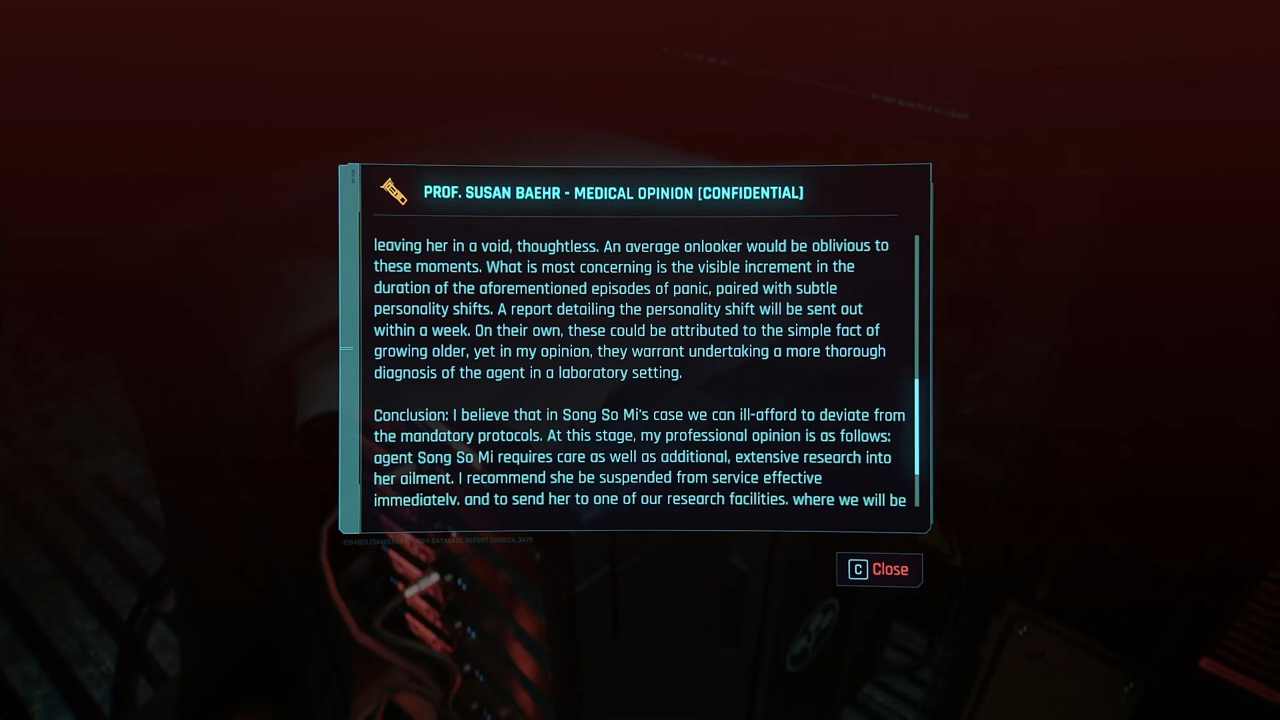 PROF. SUSAN BAEHR - MEDICAL OPINION [CONFIDENTIAL]
leaving her in a void, thoughtless. An average onlooker would be oblivious to
these moments. What is most concerning is the visible increment in the
duration of the aforementioned episodes of panic, paired with subtle
personality shifts. A report detailing the personality shift will be sent out
within a week. On their own, these could be attributed to the simple fact of
growing older, yet in my opinion, they warrant undertaking a more thorough
diagnosis of the agent in a laboratory setting.
Conclusion: I believe that in Song So Mi's case we can ill-afford to deviate from
the mandatory protocols. At this stage, my professional opinion is as follows:
agent Song So Mi requires care as well as additional, extensive research into
her ailment. I recommend she be suspended from service effective
immediately, and to send her to one of our research facilities, where we will be
C Close